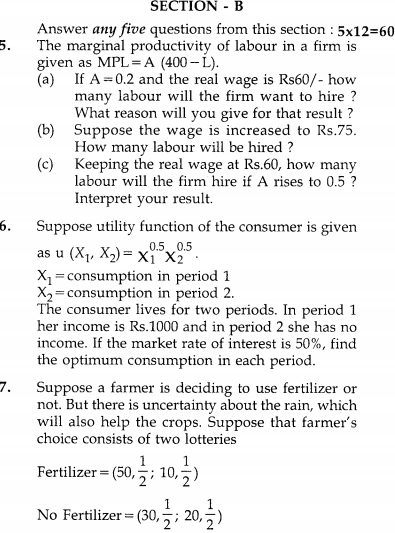 SECTION - B
Answer any five questions from this section : 5x12=60
5. The marginal productivity of labour in a firm is
given as MPL = A (400 – L).
(a) If A = 0.2 and the real wage is Rs60/- how
many labour will the firm want to hire ?
What reason will you give for that result ?
(b) Suppose the wage is increased to Rs.75.
How many labour will be hired ?
(c) Keeping the real wage at Rs.60, how many
labour will the firm hire if A rises to 0.5 ?
Interpret your result.
6. Suppose utility function of the consumer is given
as u (X₁, X₂) = X₁^0.5 X₂^0.5 .
X₁ = consumption in period 1
X₂ = consumption in period 2.
The consumer lives for two periods. In period 1
her income is Rs.1000 and in period 2 she has no
income. If the market rate of interest is 50%, find
the optimum consumption in each period.
7. Suppose a farmer is deciding to use fertilizer or
not. But there is uncertainty about the rain, which
will also help the crops. Suppose that farmer's
choice consists of two lotteries
Fertilizer = (50, 1/2 ; 10, 1/2)
No Fertilizer = (30, 1/2 ; 20, 1/2)